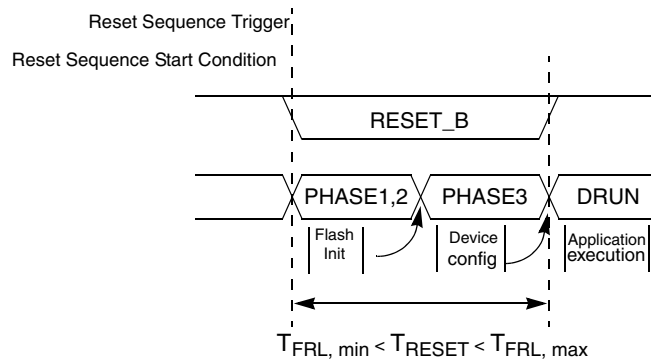 Reset Sequence Trigger
Reset Sequence Start Condition
RESET_B
PHASE1,2 PHASE3 DRUN
Flash Init
Device config
Application execution
TFRL, min < TRESET < TFRL, max